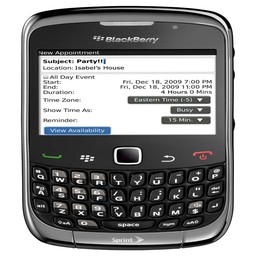 BlackBerry
New Appointment
Subject: Party!!
Location: Isabel's House
All Day Event
Start: Fri, Dec 18, 2009 7:00 PM
End: Fri, Dec 18, 2009 11:00 PM
Duration: 4 Hours 0 Mins
Time Zone: Eastern Time (-5)
Show Time As: Busy
Reminder: 15 Min.
View Availability
Q W E R T Y U I O P
A S D F G H J K L
Z X C V B N M
space
Sprint